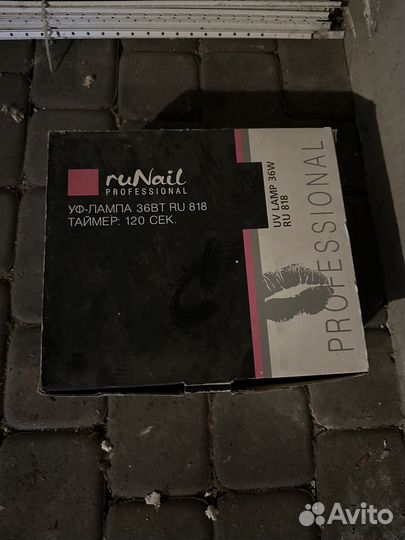 ruNail
PROFESSIONAL
УФ-ЛАМПА 36ВТ RU 818
ТАЙМЕР: 120 СЕК.
UV LAMP 36W
RU 818
PROFESSIONAL
Avito